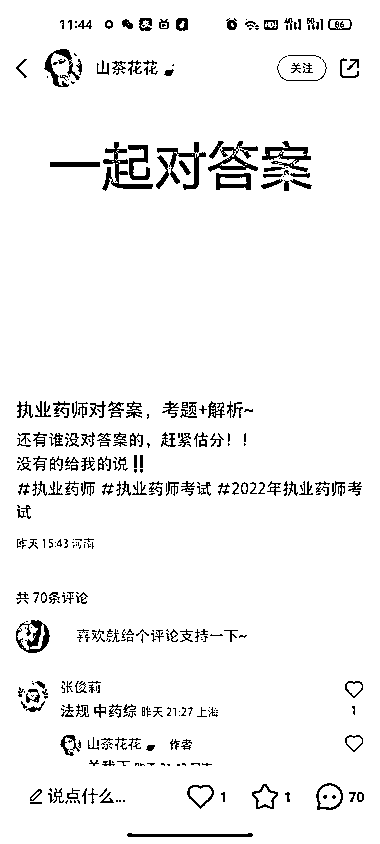 11:44 86
山茶花花 关注
一起对答案
执业药师对答案，考题+解析~
还有谁没对答案的，赶紧估分！！
没有的给我的说‼️
#执业药师 #执业药师考试 #2022年执业药师考
试
昨天 15:43 河南
共 70条评论
喜欢就给个评论支持一下~
张俊莉
法规 中药综 昨天 21:27 上海
1
山茶花花 作者
说点什么... 1 1 70